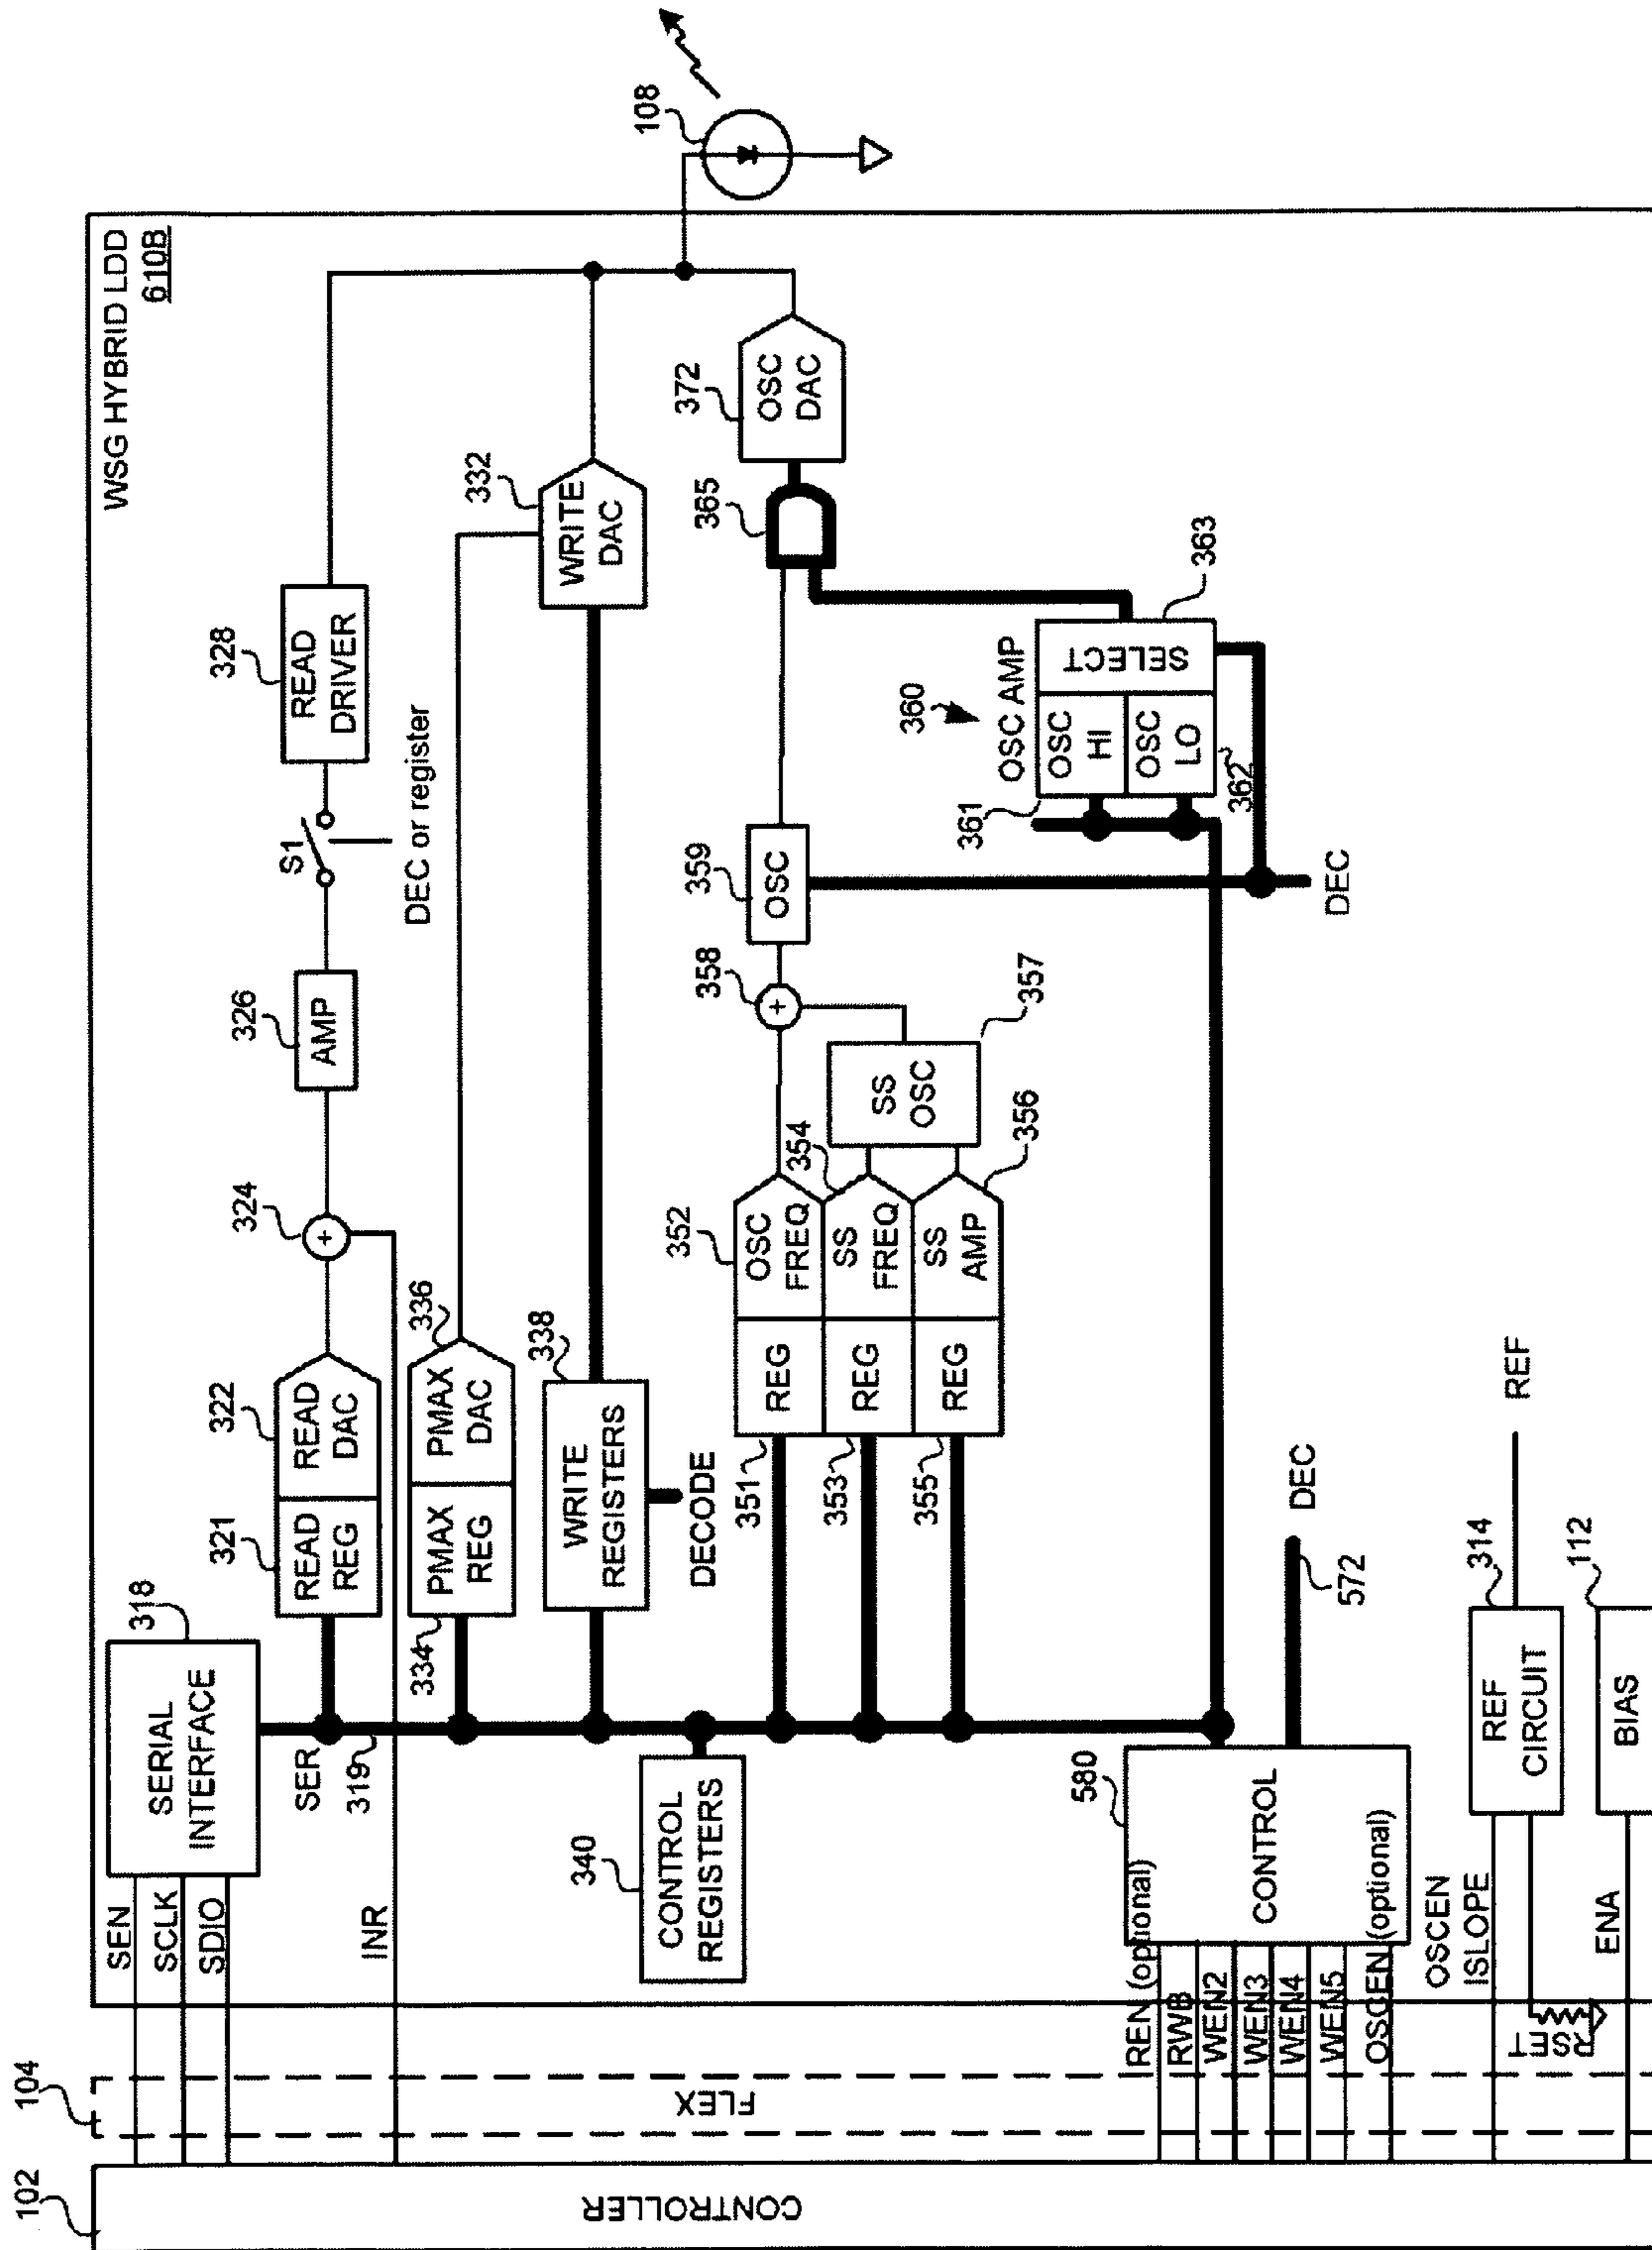 WSG HYBRID LDD
610B
102
CONTROLLER
104
FLEX
SEN
SCLK
SDIO
318
SERIAL
INTERFACE
SER
319
INR
321
READ
REG
322
READ
DAC
324
+
326
AMP
S1
DEC or register
328
READ
DRIVER
334
PMAX
REG
336
PMAX
DAC
338
WRITE
REGISTERS
DECODE
332
WRITE
DAC
108
340
CONTROL
REGISTERS
351
REG
352
OSC
FREQ
353
REG
354
SS
FREQ
355
REG
356
SS
AMP
357
SS
OSC
358
+
359
OSC
365
372
OSC
DAC
360
OSC AMP
361
OSC
HI
362
OSC
LO
363
SELECT
DEC
580
CONTROL
IREN (optional)
RWB
WEN2
WEN3
WEN4
WEN5
OSCEN (optional)
572
DEC
OSCEN
ISLOPE
RSET
314
REF
CIRCUIT
REF
ENA
112
BIAS